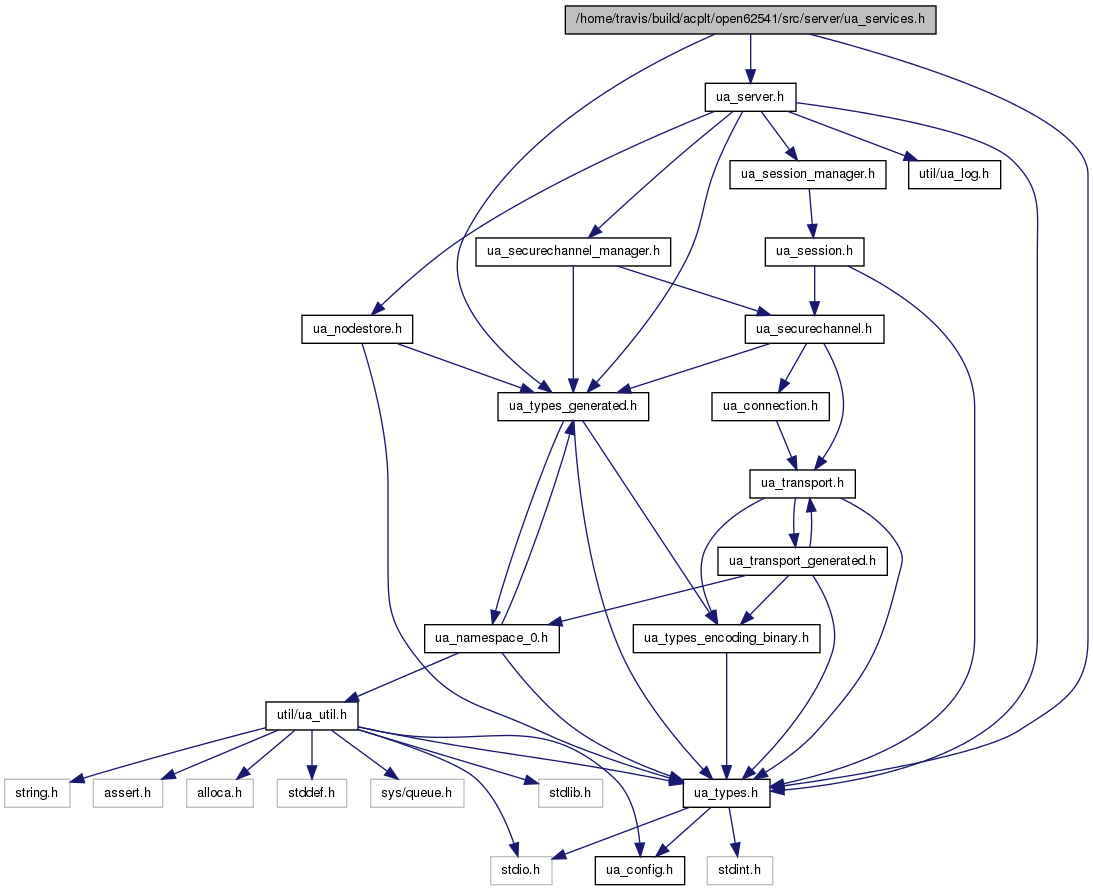 /home/travis/build/acplt/open62541/src/server/ua_services.h
ua_server.h
ua_session_manager.h
util/ua_log.h
ua_securechannel_manager.h
ua_session.h
ua_nodestore.h
ua_securechannel.h
ua_types_generated.h
ua_connection.h
ua_transport.h
ua_transport_generated.h
ua_namespace_0.h
ua_types_encoding_binary.h
util/ua_util.h
string.h
assert.h
alloca.h
stddef.h
sys/queue.h
stdlib.h
ua_types.h
stdio.h
ua_config.h
stdint.h